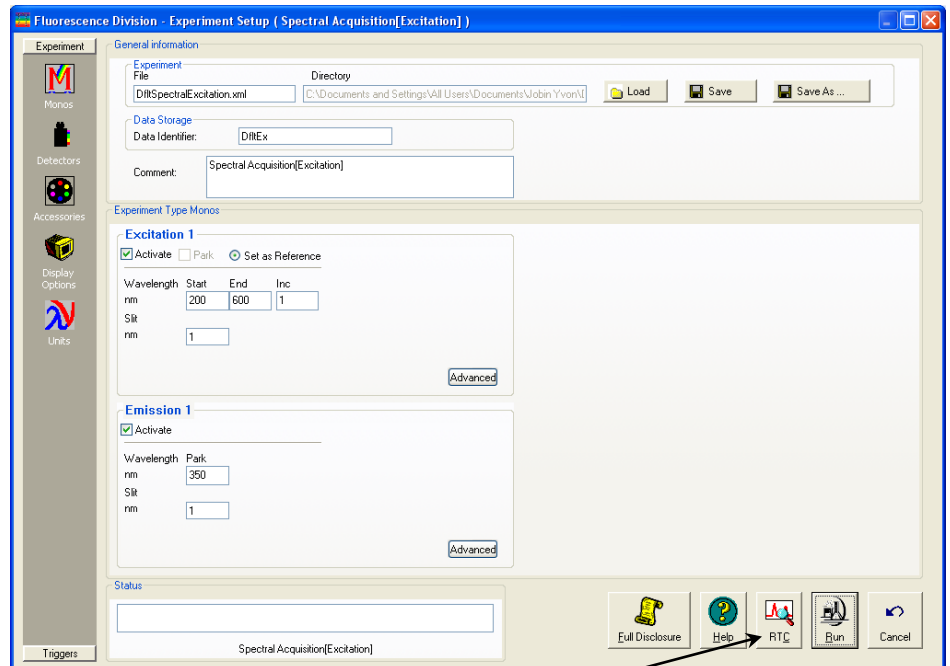 Fluorescence Division - Experiment Setup ( Spectral Acquisition[Excitation] )
Experiment
Monos
Detectors
Accessories
Display
Options
Units
Triggers
General information
Experiment
File Directory
DfltSpectralExcitation.xml C:\Documents and Settings\All Users\Documents\Jobin Yvon\
Load Save Save As ...
Data Storage
Data Identifier: DfltEx
Comment: Spectral Acquisition[Excitation]
Experiment Type Monos
Excitation 1
Activate Park Set as Reference
Wavelength Start End Inc
nm 200 600 1
Slit
nm 1
Advanced
Emission 1
Activate
Wavelength Park
nm 350
Slit
nm 1
Advanced
Status
Spectral Acquisition[Excitation]
Full Disclosure Help RTC Run Cancel